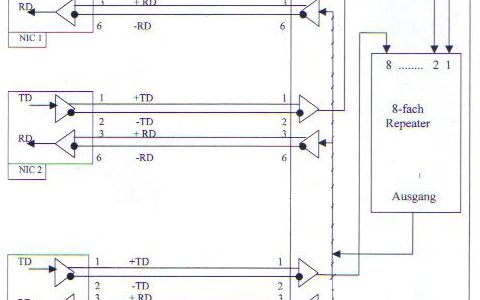 RD 3 + RD 3
6 -RD 6
NIC 1
8 ........ 2 1
TD 1 +TD 1
8-fach
Repeater
2 -TD 2
RD 3 + RD 3
6 -RD 6
NIC 2
Ausgang
TD 1 +TD 1
2 -TD 2
3 + RD 3